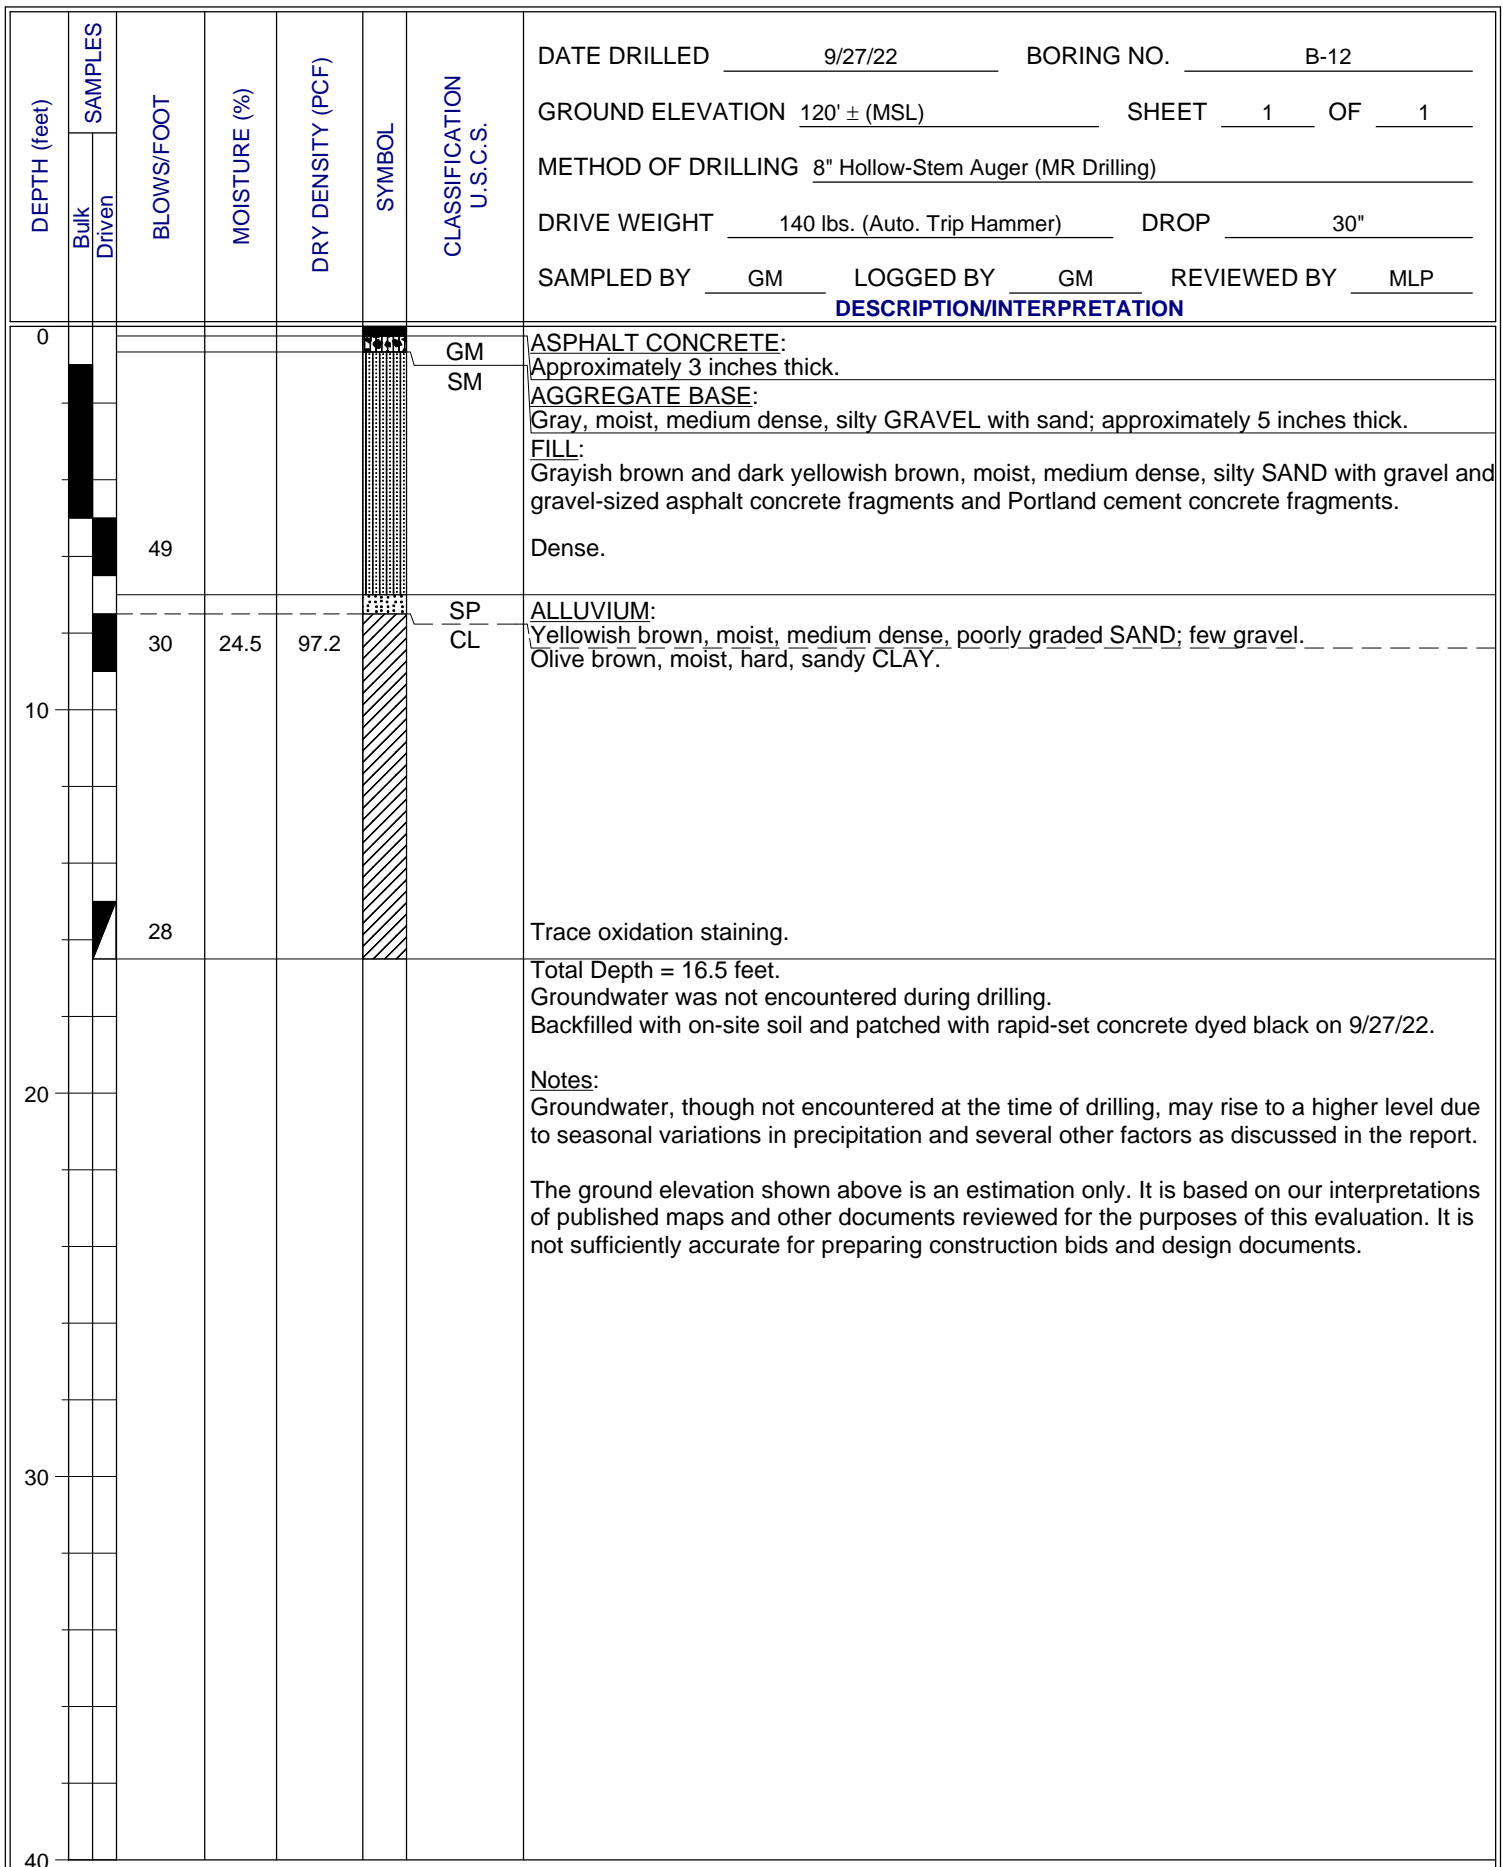 DEPTH (feet)
SAMPLES
Bulk
Driven
BLOWS/FOOT
MOISTURE (%)
DRY DENSITY (PCF)
SYMBOL
CLASSIFICATION
U.S.C.S.
DATE DRILLED 9/27/22 BORING NO. B-12
GROUND ELEVATION 120' ± (MSL) SHEET 1 OF 1
METHOD OF DRILLING 8" Hollow-Stem Auger (MR Drilling)
DRIVE WEIGHT 140 lbs. (Auto. Trip Hammer) DROP 30"
SAMPLED BY GM LOGGED BY GM REVIEWED BY MLP
DESCRIPTION/INTERPRETATION
0
GM
SM
ASPHALT CONCRETE:
Approximately 3 inches thick.
AGGREGATE BASE:
Gray, moist, medium dense, silty GRAVEL with sand; approximately 5 inches thick.
FILL:
Grayish brown and dark yellowish brown, moist, medium dense, silty SAND with gravel and
gravel-sized asphalt concrete fragments and Portland cement concrete fragments.
49 Dense.
SP ALLUVIUM:
Yellowish brown, moist, medium dense, poorly graded SAND; few gravel.
30 24.5 97.2 CL
Olive brown, moist, hard, sandy CLAY.
10
28 Trace oxidation staining.
Total Depth = 16.5 feet.
Groundwater was not encountered during drilling.
Backfilled with on-site soil and patched with rapid-set concrete dyed black on 9/27/22.
Notes:
20
Groundwater, though not encountered at the time of drilling, may rise to a higher level due
to seasonal variations in precipitation and several other factors as discussed in the report.
The ground elevation shown above is an estimation only. It is based on our interpretations
of published maps and other documents reviewed for the purposes of this evaluation. It is
not sufficiently accurate for preparing construction bids and design documents.
30
40